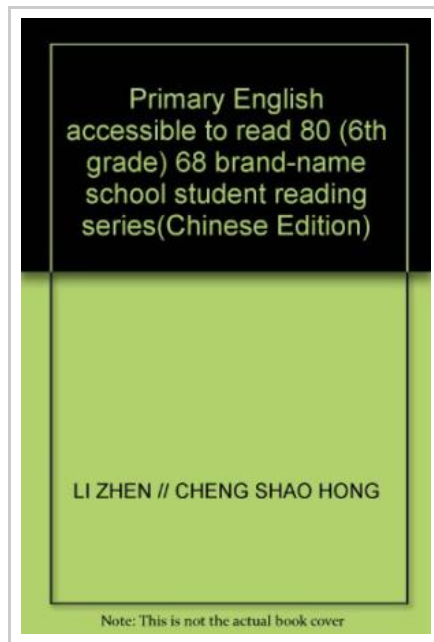 Primary English
accessible to read 80 (6th
grade) 68 brand-name
school student reading
series(Chinese Edition)
LI ZHEN // CHENG SHAO HONG
Note: This is not the actual book cover